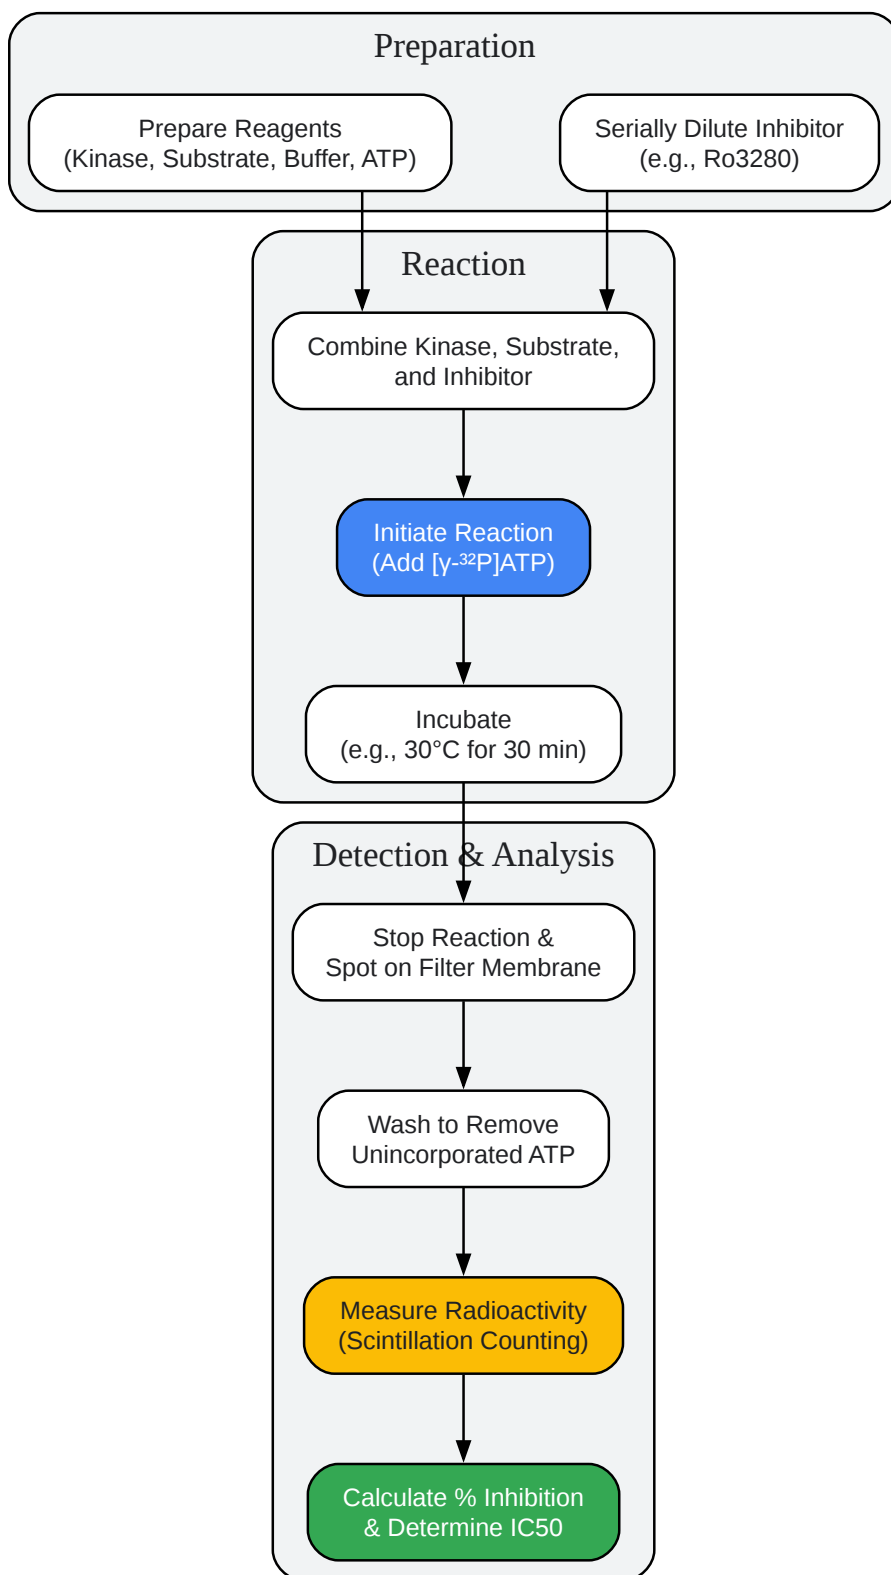 Preparation
Prepare Reagents
(Kinase, Substrate, Buffer, ATP)
Serially Dilute Inhibitor
(e.g., Ro3280)
Reaction
Combine Kinase, Substrate,
and Inhibitor
Initiate Reaction
(Add [γ-³²P]ATP)
Incubate
(e.g., 30°C for 30 min)
Detection & Analysis
Stop Reaction &
Spot on Filter Membrane
Wash to Remove
Unincorporated ATP
Measure Radioactivity
(Scintillation Counting)
Calculate % Inhibition
& Determine IC50